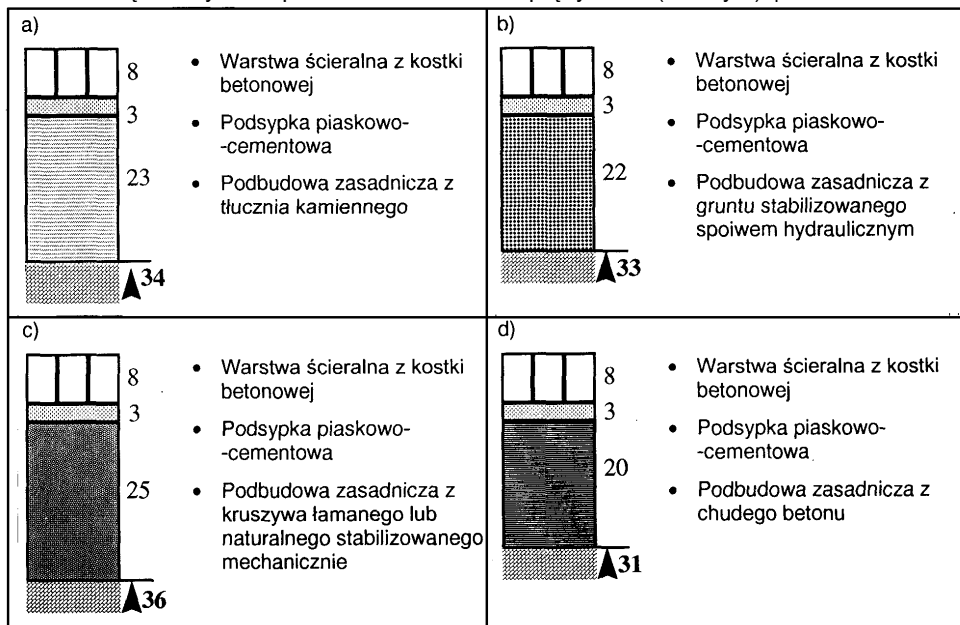 a)
8
3
23
34
• Warstwa ścieralna z kostki
betonowej
• Podsypka piaskowo-
-cementowa
• Podbudowa zasadnicza z
tłucznia kamiennego
b)
8
3
22
33
• Warstwa ścieralna z kostki
betonowej
• Podsypka piaskowo-
-cementowa
• Podbudowa zasadnicza z
gruntu stabilizowanego
spoiwem hydraulicznym
c)
8
3
25
36
• Warstwa ścieralna z kostki
betonowej
• Podsypka piaskowo-
-cementowa
• Podbudowa zasadnicza z
kruszywa łamanego lub
naturalnego stabilizowanego
mechanicznie
d)
8
3
20
31
• Warstwa ścieralna z kostki
betonowej
• Podsypka piaskowo-
-cementowa
• Podbudowa zasadnicza z
chudego betonu